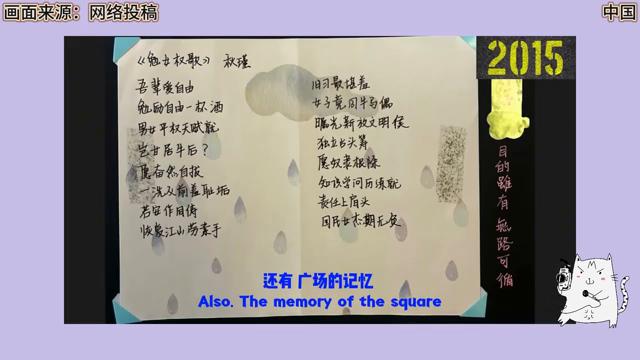 画面来源：网络投稿
中国
2015
《勉女权歌》 秋瑾
吾辈爱自由
勉励自由一杯酒
男女平权天赋就
岂甘居牛后？
愿奋然自拔
一洗从前羞耻垢
若安作同俦
恢复江山劳素手
旧习最堪羞
女子竟同牛马偶
曙光新放文明候
独立占头筹
愿奴隶根除
知识学问历练就
责任上肩头
国民女杰期无负
目的雖有 無路可循
还有 广场的记忆
Also. The memory of the square